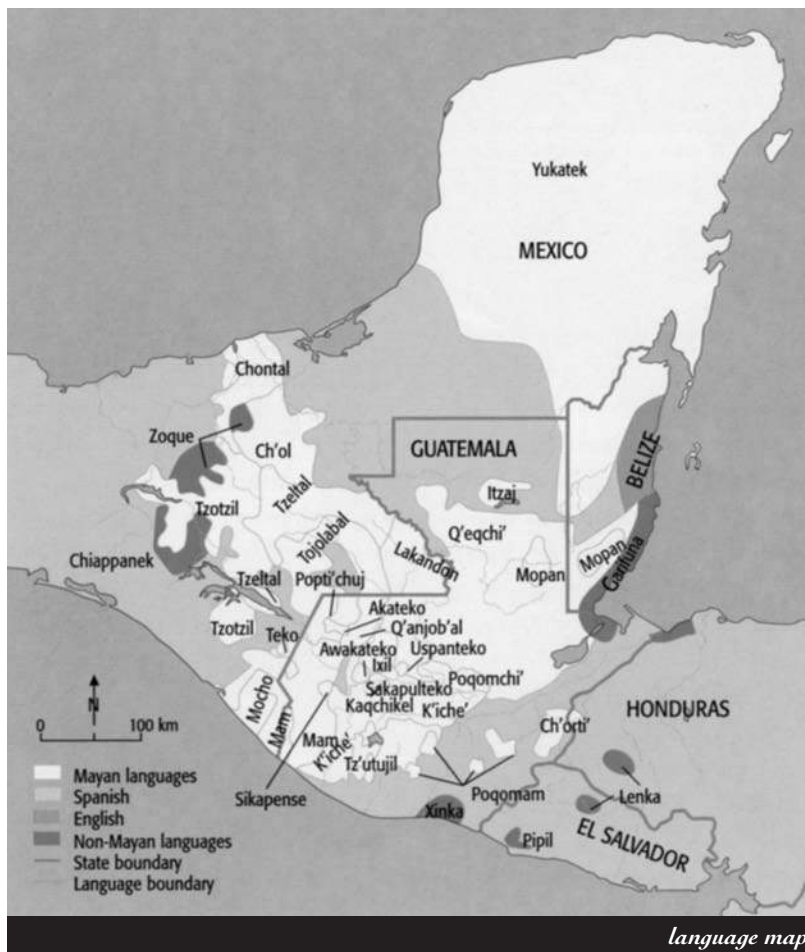 Yukatek
MEXICO
Chontal
Zoque
Ch'ol
GUATEMALA
BELIZE
Itzaj
Tzeltal
Tzotzil
Q'eqchi'
Tojolabal
Lakandon
Mopan
Mopan
Garifuna
Chiappanek
Tzeltal
Popti'chuj
Akateko
Tzotzil
Teko
Q'anjob'al
Awakateko
Uspanteko
Ixil
Poqomchi'
Sakapulteko
Mocho
Kaqchikel
K'iche'
HONDURAS
Ch'orti'
N
0 100 km
Mam
Mam
K'iche'
Tz'utujil
Mayan languages
Spanish
English
Non-Mayan languages
State boundary
Language boundary
Sikapense
Poqomam
Lenka
Xinka
Pipil
EL SALVADOR
language map